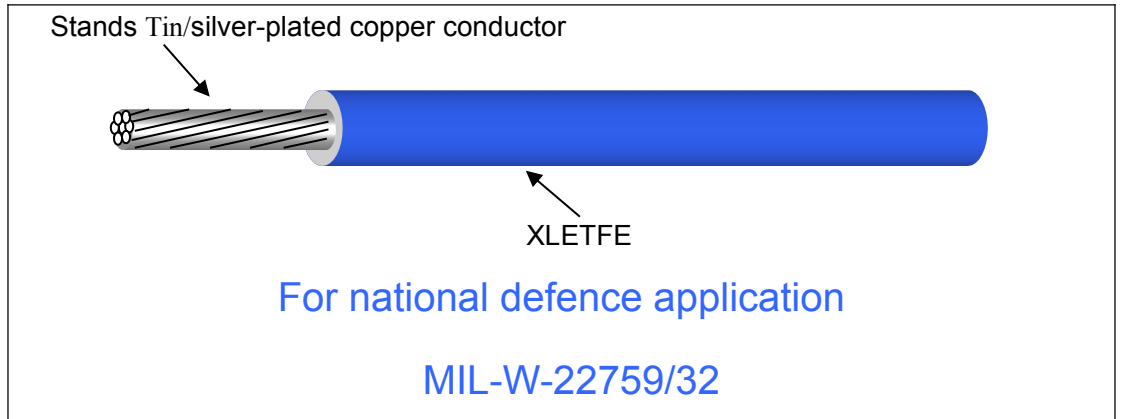 Stands Tin/silver-plated copper conductor
XLETFE
For national defence application
MIL-W-22759/32